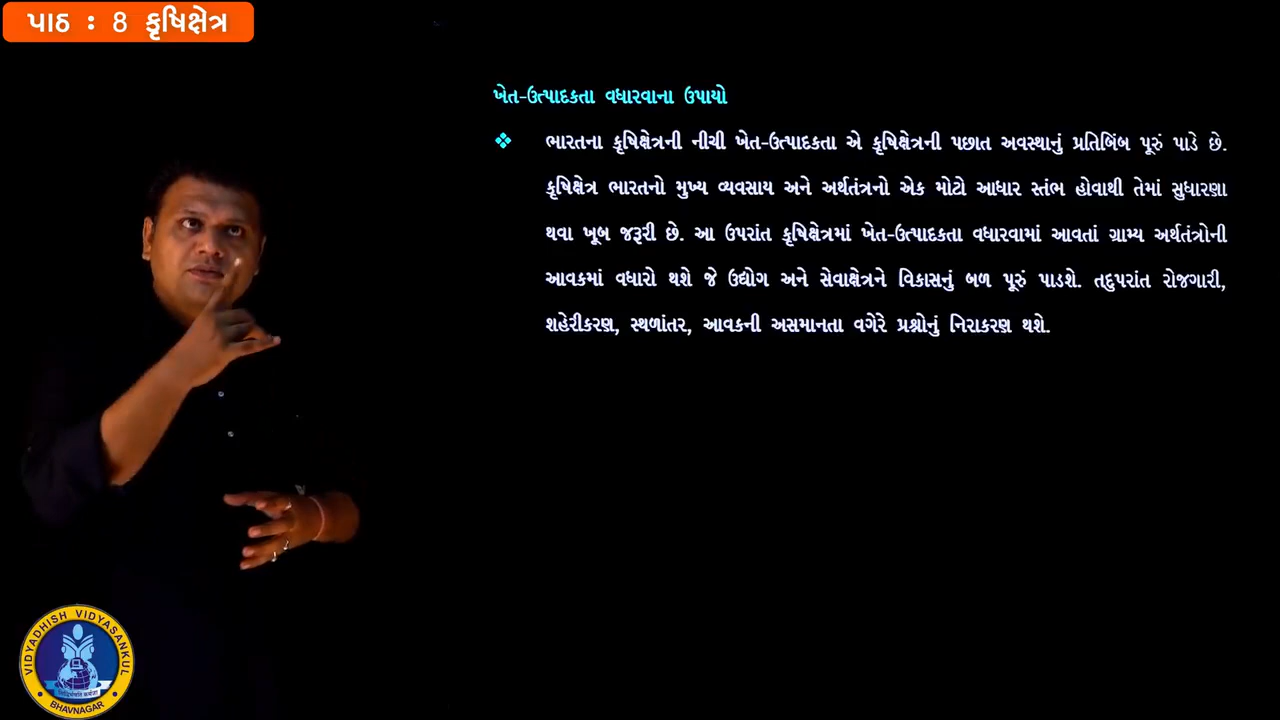 પાઠ : 8 કૃષિક્ષેત્ર
ખેત-ઉત્પાદકતા વધારવાના ઉપાયો
❖ ભારતના કૃષિક્ષેત્રની નીચી ખેત-ઉત્પાદકતા એ કૃષિક્ષેત્રની પછાત અવસ્થાનું પ્રતિબિંબ પૂરું પાડે છે.
કૃષિક્ષેત્ર ભારતનો મુખ્ય વ્યવસાય અને અર્થતંત્રનો એક મોટો આધાર સ્તંભ હોવાથી તેમાં સુધારણા
થવા ખૂબ જરૂરી છે. આ ઉપરાંત કૃષિક્ષેત્રમાં ખેત-ઉત્પાદકતા વધારવામાં આવતાં ગ્રામ્ય અર્થતંત્રોની
આવકમાં વધારો થશે જે ઉદ્યોગ અને સેવાક્ષેત્રને વિકાસનું બળ પૂરું પાડશે. તદુપરાંત રોજગારી,
શહેરીકરણ, સ્થળાંતર, આવકની અસમાનતા વગેરે પ્રશ્નોનું નિરાકરણ થશે.
VIDYADHISH VIDYASANKUL
BHAVNAGAR